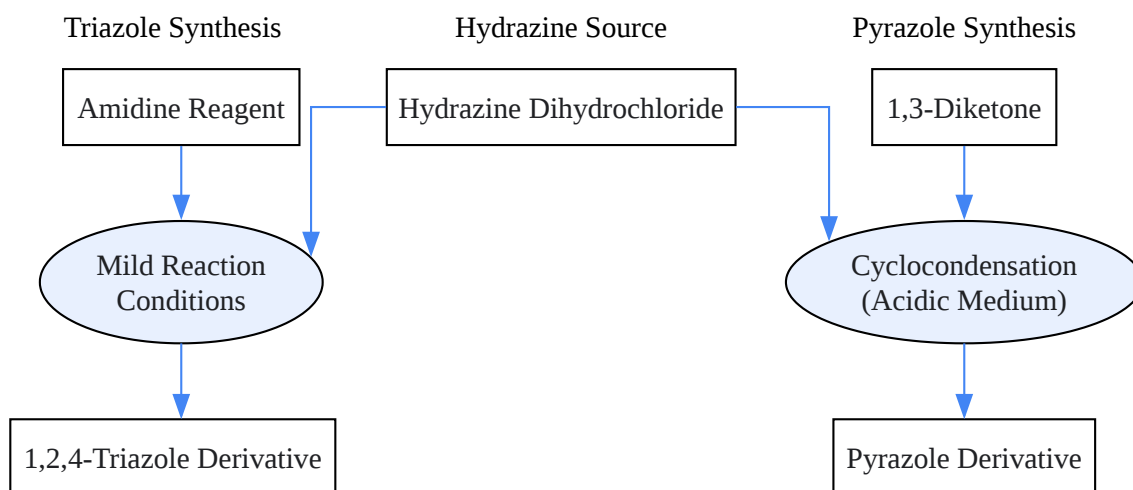 Triazole Synthesis
Hydrazine Source
Pyrazole Synthesis
Amidine Reagent
Hydrazine Dihydrochloride
1,3-Diketone
Mild Reaction
Conditions
Cyclocondensation
(Acidic Medium)
1,2,4-Triazole Derivative
Pyrazole Derivative